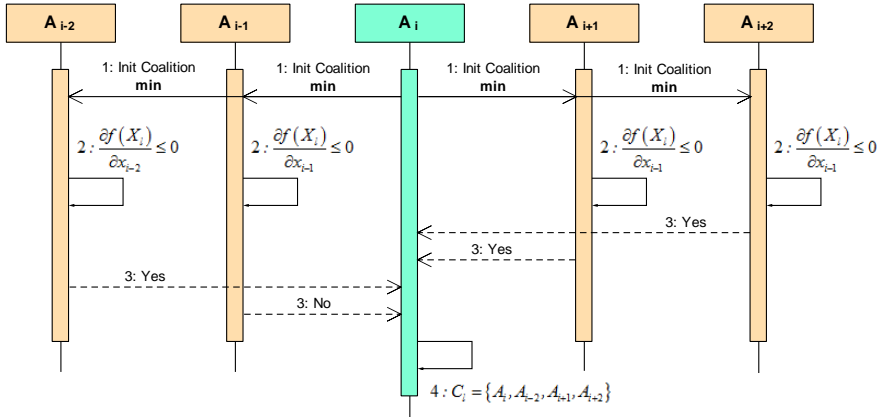 A i-2 A i-1 A i A i+1 A i+2
1: Init Coalition 1: Init Coalition 1: Init Coalition 1: Init Coalition
min min min min
2 : ∂f(X_i)/∂x_{i-2} ≤ 0 2 : ∂f(X_i)/∂x_{i-1} ≤ 0 2 : ∂f(X_i)/∂x_{i-1} ≤ 0 2 : ∂f(X_i)/∂x_{i-1} ≤ 0
3: Yes
3: Yes
3: Yes
3: No
4 : C_i = {A_i, A_{i-2}, A_{i+1}, A_{i+2}}